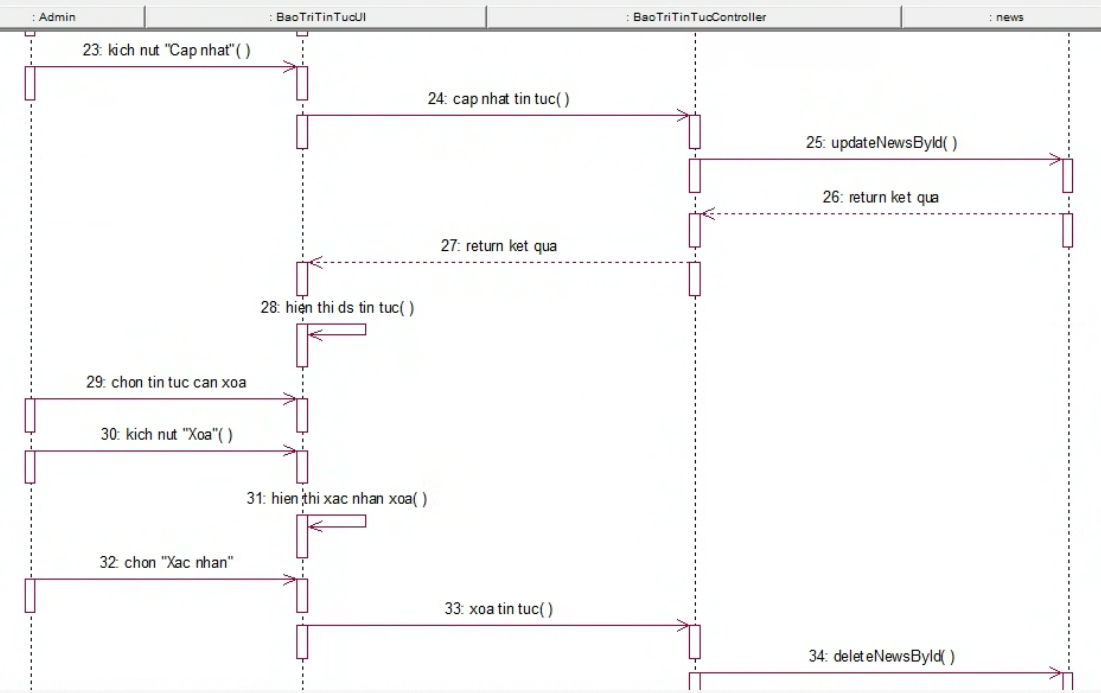 : Admin
: BaoTriTinTucUI
: BaoTriTinTucController
: news
23: kich nut "Cap nhat"( )
24: cap nhat tin tuc( )
25: updateNewsById( )
26: return ket qua
27: return ket qua
28: hien thi ds tin tuc( )
29: chon tin tuc can xoa
30: kich nut "Xoa"( )
31: hien thi xac nhan xoa( )
32: chon "Xac nhan"
33: xoa tin tuc( )
34: deleteNewsById( )